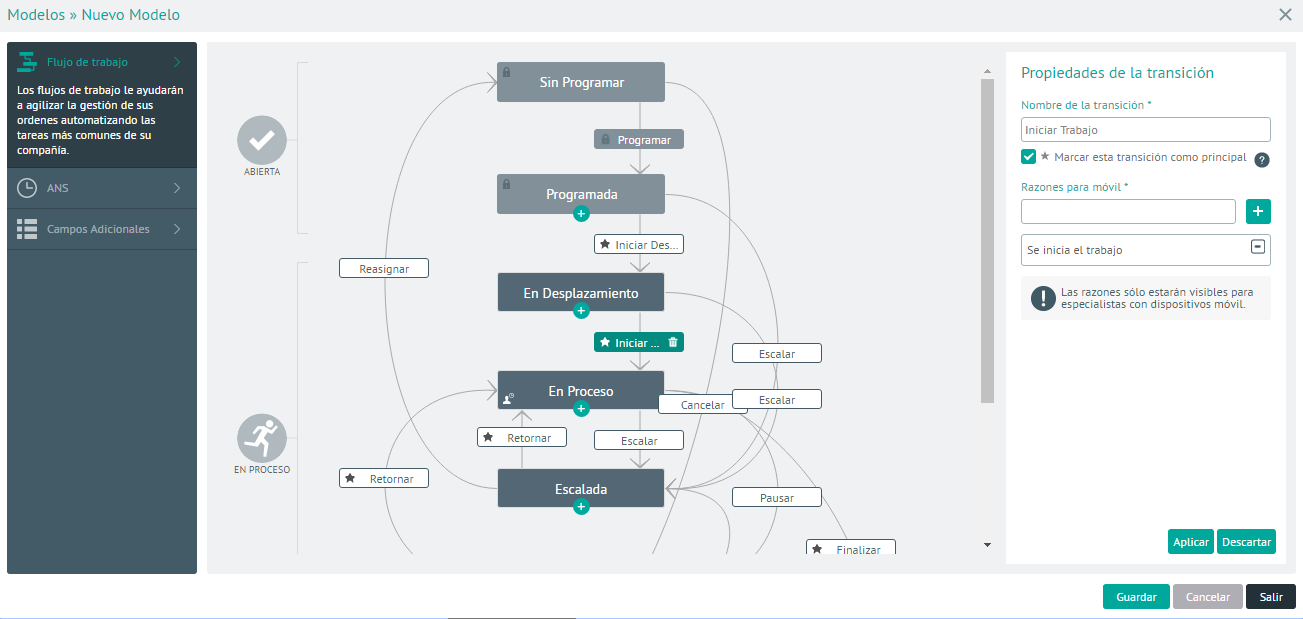 Modelos » Nuevo Modelo
Flujo de trabajo
Los flujos de trabajo le ayudarán
a agilizar la gestión de sus
ordenes automatizando las
tareas más comunes de su
compañía.
ANS
Campos Adicionales
ABIERTA
EN PROCESO
Sin Programar
Programar
Programada
Iniciar Des...
Reasignar
En Desplazamiento
Iniciar ...
Escalar
En Proceso
Escalar
Cancelar
Retornar
Escalar
Retornar
Escalada
Pausar
Finalizar
Propiedades de la transición
Nombre de la transición *
Iniciar Trabajo
Marcar esta transición como principal
?
Razones para móvil *
+
Se inicia el trabajo
Las razones sólo estarán visibles para
especialistas con dispositivos móvil.
Aplicar
Descartar
Guardar
Cancelar
Salir